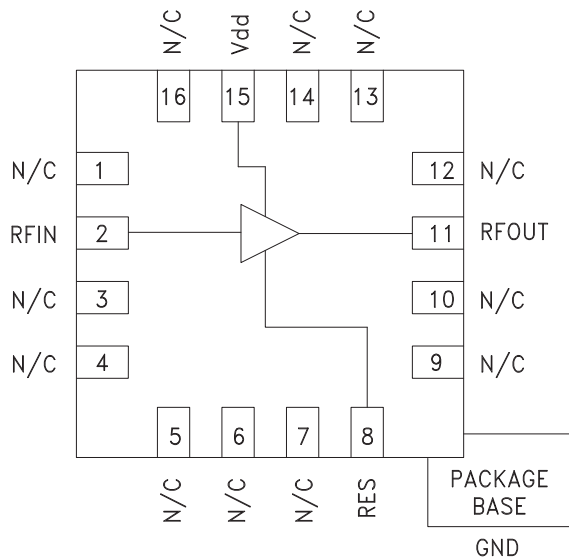 N/C
Vdd
N/C
N/C
16
15
14
13
N/C
1
12
N/C
RFIN
2
11
RFOUT
N/C
3
10
N/C
N/C
4
9
N/C
5
6
7
8
N/C
N/C
N/C
RES
PACKAGE
BASE
GND